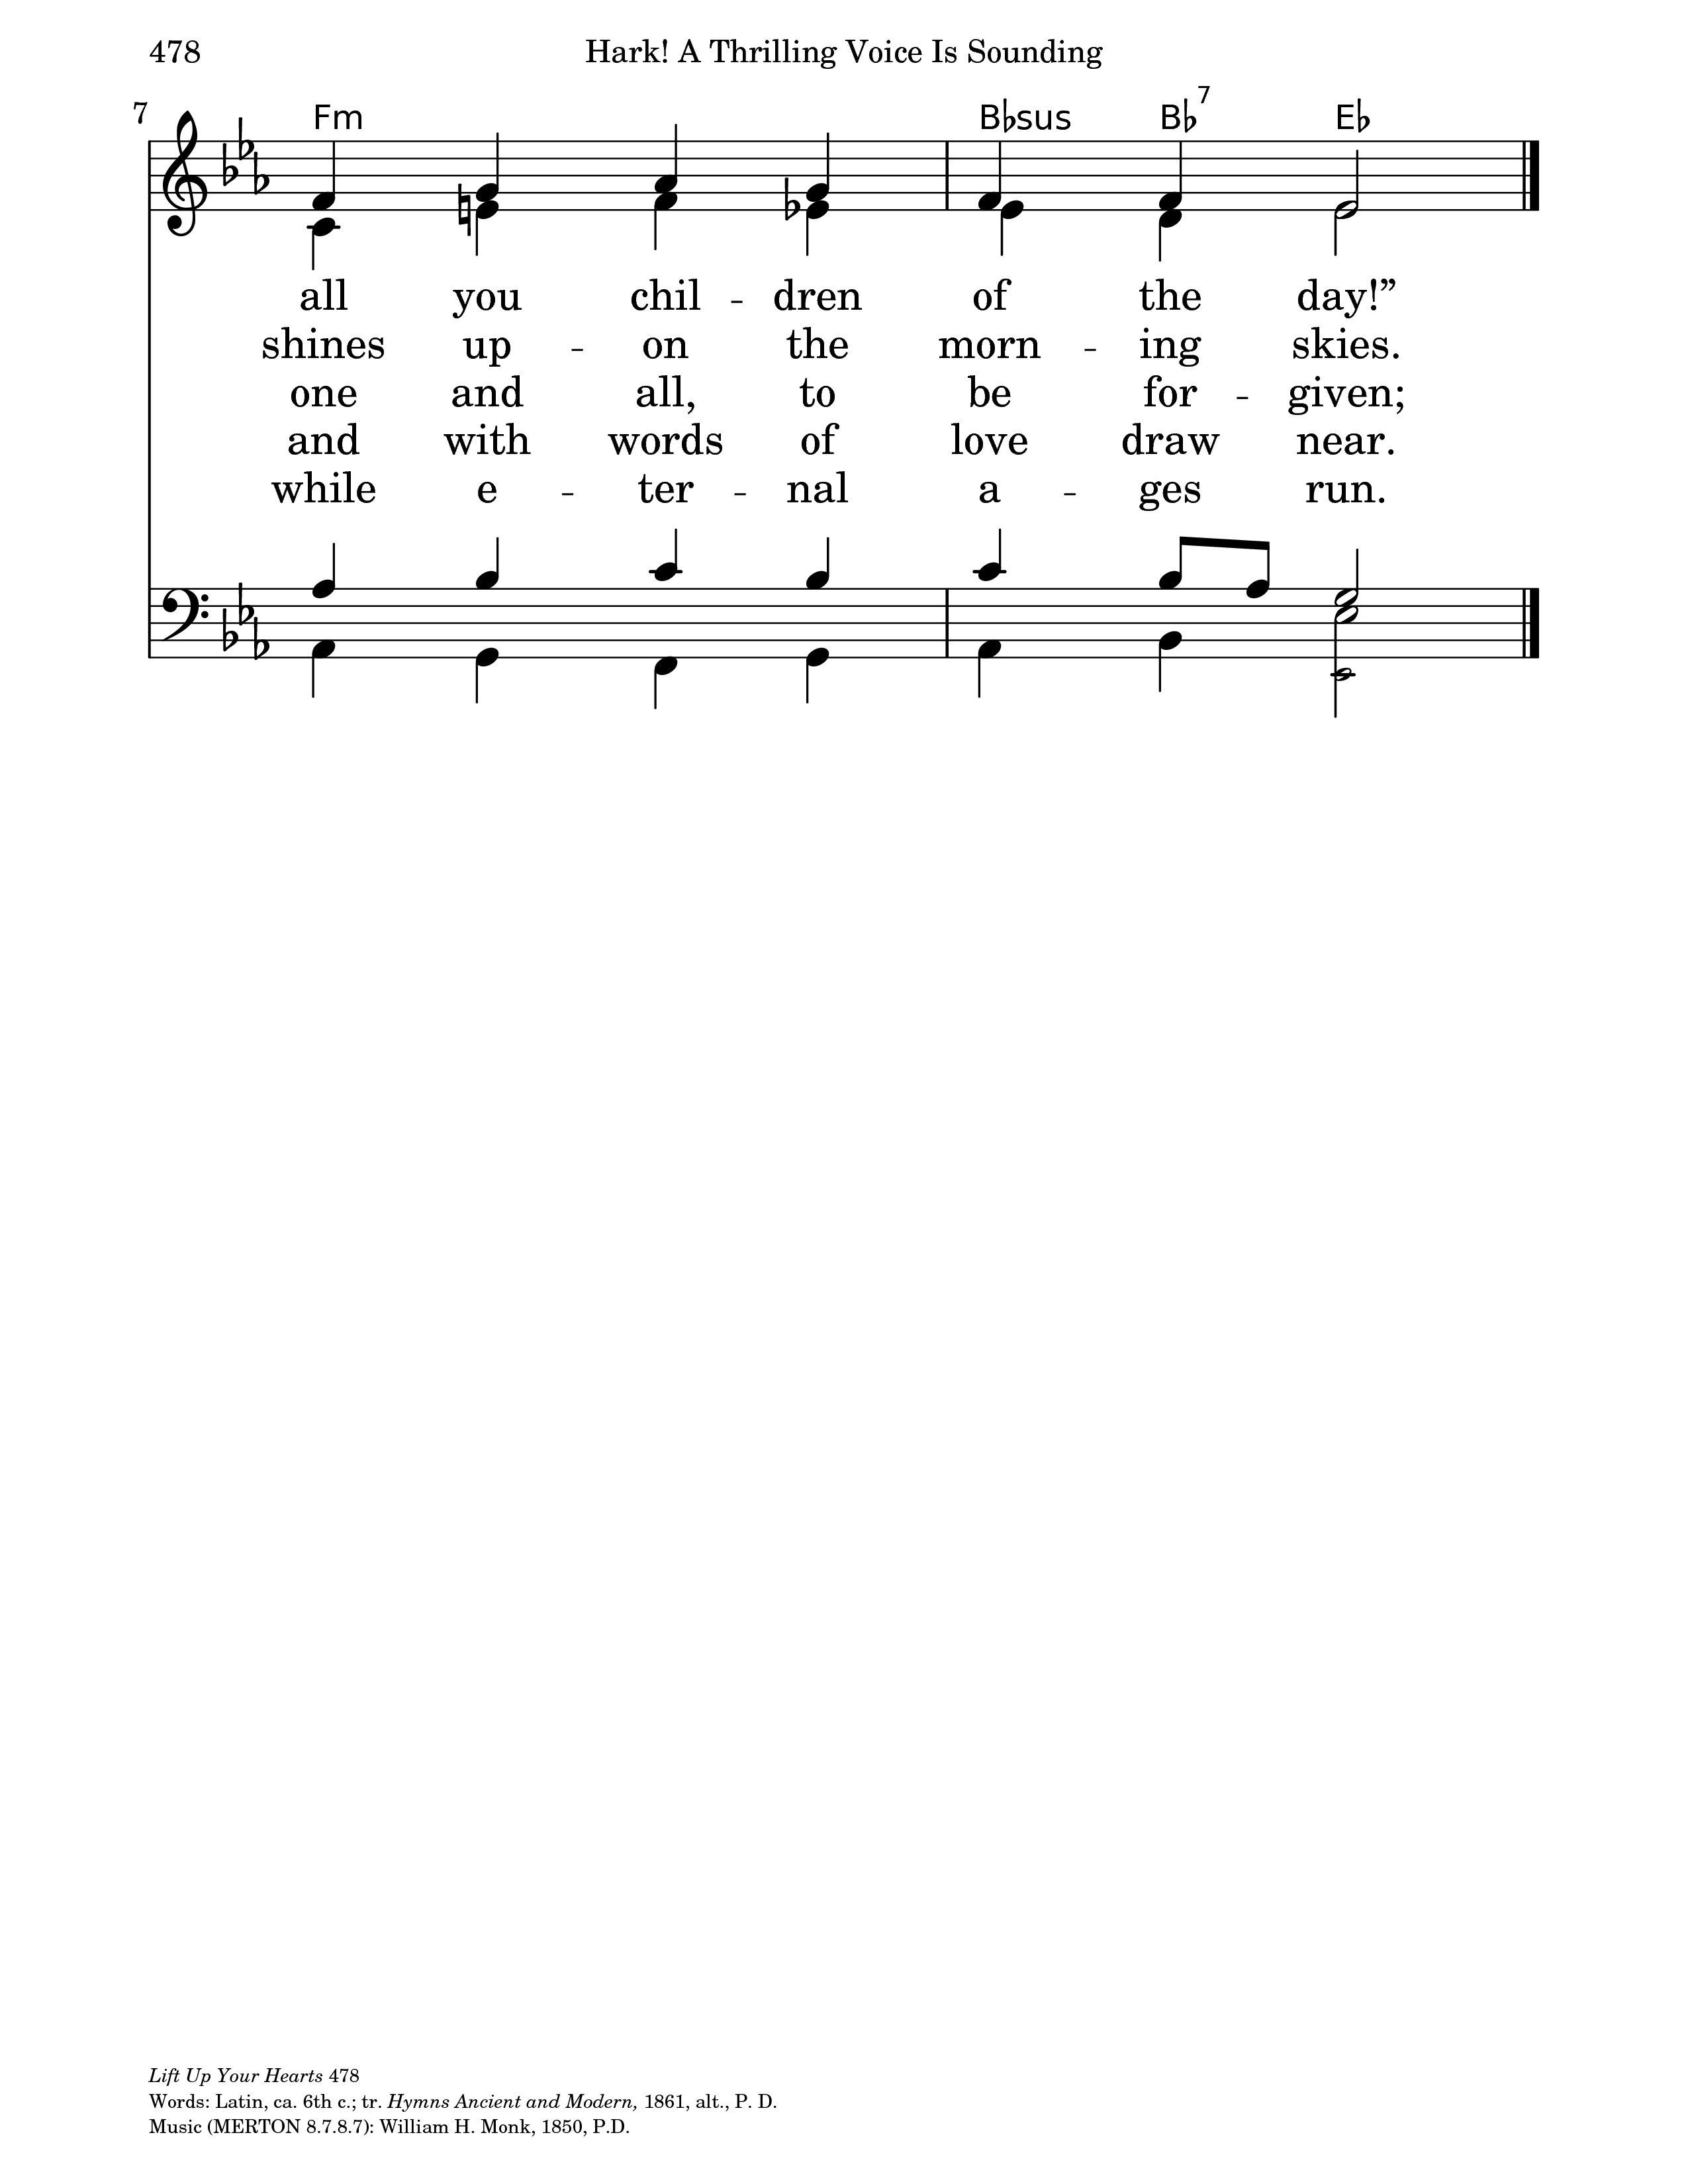 478 Hark! A Thrilling Voice Is Sounding
7 Fm B♭sus B♭7 E♭
all you chil -- dren of the day!”
shines up -- on the morn -- ing skies.
one and all, to be for -- given;
and with words of love draw near.
while e -- ter -- nal a -- ges run.
Lift Up Your Hearts 478
Words: Latin, ca. 6th c.; tr. Hymns Ancient and Modern, 1861, alt., P. D.
Music (MERTON 8.7.8.7): William H. Monk, 1850, P.D.